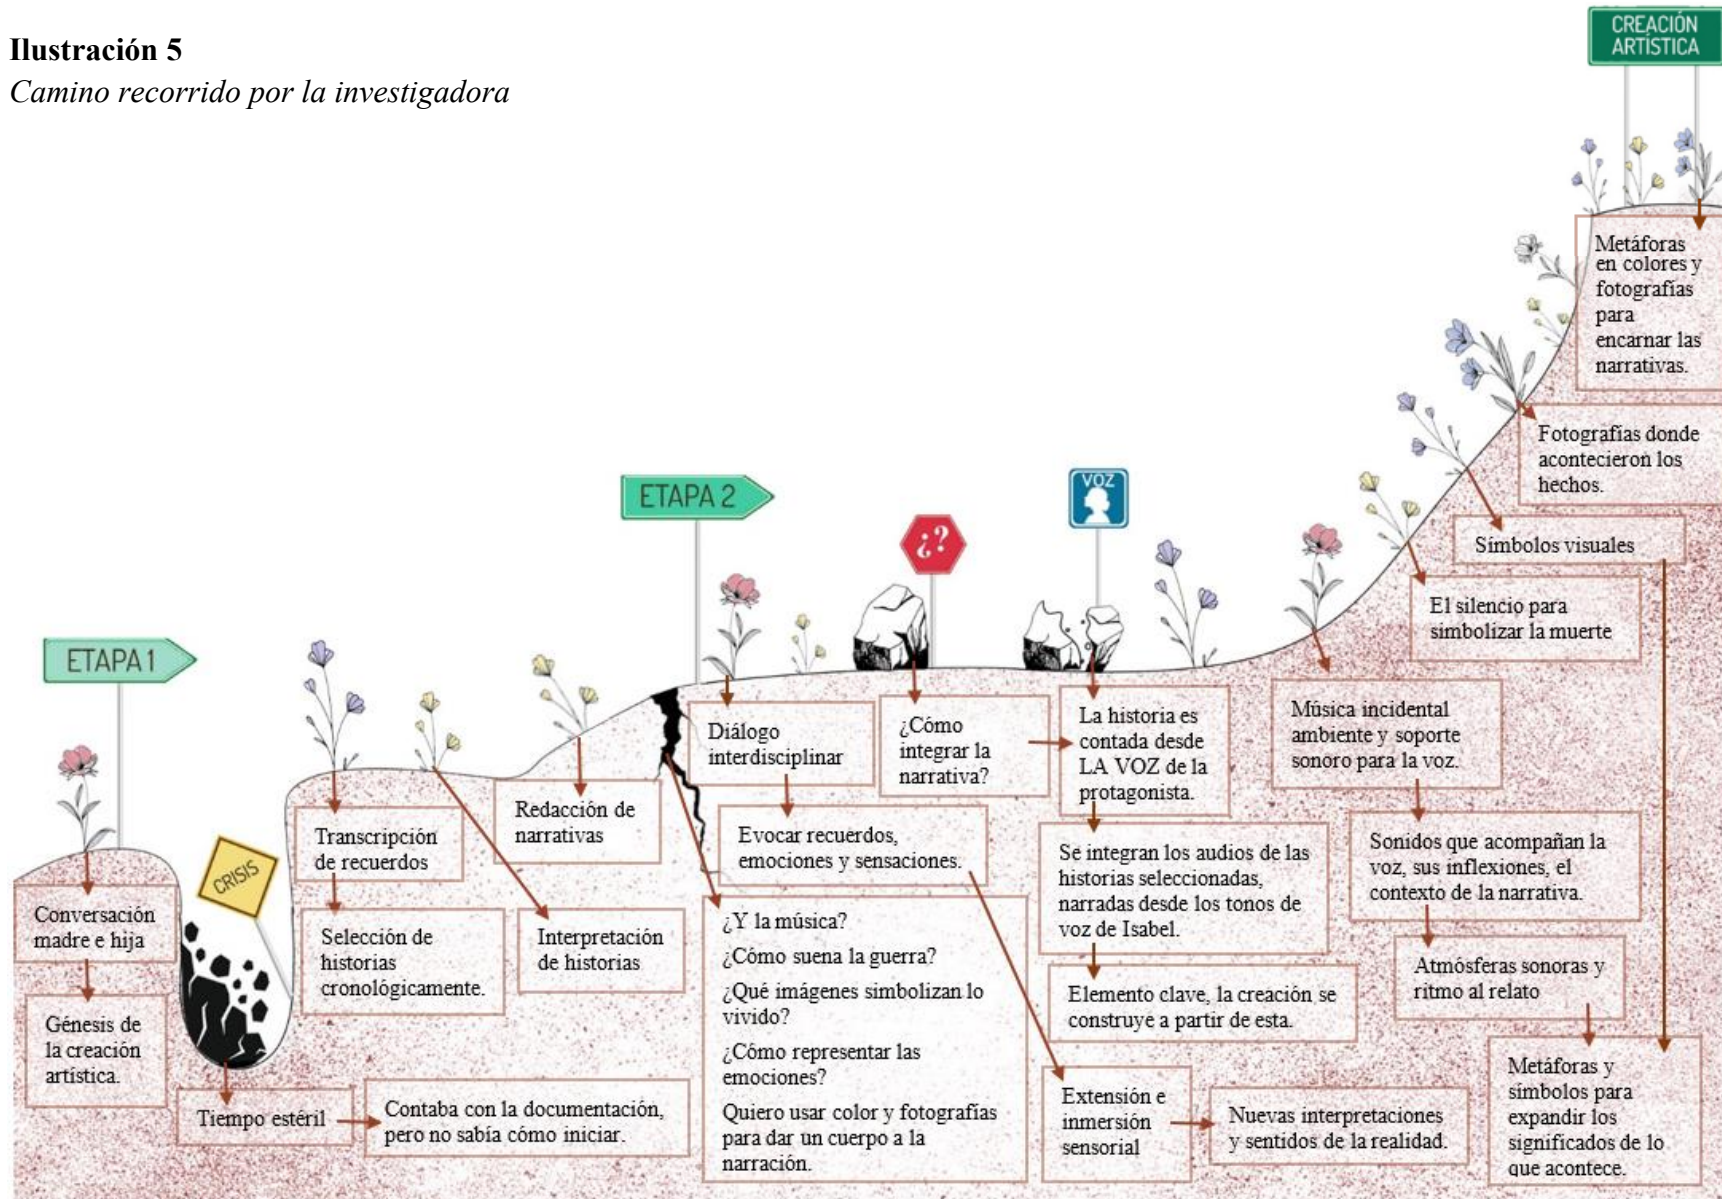 Ilustración 5
Camino recorrido por la investigadora
ETAPA 1
Conversación
madre e hija
Génesis de
la creación
artística.
CRISIS
Tiempo estéril
Contaba con la documentación,
pero no sabía cómo iniciar.
Transcripción
de recuerdos
Selección de
historias
cronológicamente.
Interpretación
de historias
Redacción de
narrativas
ETAPA 2
¿Y la música?
¿Cómo suena la guerra?
¿Qué imágenes simbolizan lo
vivido?
¿Cómo representar las
emociones?
Quiero usar color y fotografías
para dar un cuerpo a la
narración.
Diálogo
interdisciplinar
Evocar recuerdos,
emociones y sensaciones.
Extensión e
inmersión
sensorial
Nuevas interpretaciones
y sentidos de la realidad.
¿?
¿Cómo
integrar la
narrativa?
VOZ
La historia es
contada desde
LA VOZ de la
protagonista.
Se integran los audios de las
historias seleccionadas,
narradas desde los tonos de
voz de Isabel.
Elemento clave, la creación se
construye a partir de esta.
Música incidental
ambiente y soporte
sonoro para la voz.
Sonidos que acompañan la
voz, sus inflexiones, el
contexto de la narrativa.
Atmósferas sonoras y
ritmo al relato
Metáforas y
símbolos para
expandir los
significados de lo
que acontece.
El silencio para
simbolizar la muerte
Símbolos visuales
Fotografías donde
acontecieron los
hechos.
CREACIÓN
ARTÍSTICA
Metáforas
en colores y
fotografías
para
encarnar las
narrativas.